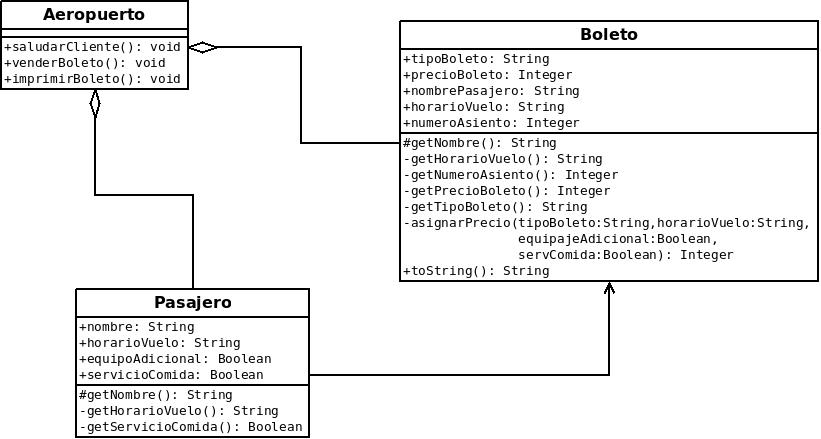 Aeropuerto
+saludarCliente(): void
+venderBoleto(): void
+imprimirBoleto(): void
Boleto
+tipoBoleto: String
+precioBoleto: Integer
+nombrePasajero: String
+horarioVuelo: String
+numeroAsiento: Integer
#getNombre(): String
-getHorarioVuelo(): String
-getNumeroAsiento(): Integer
-getPrecioBoleto(): Integer
-getTipoBoleto(): String
-asignarPrecio(tipoBoleto:String,horarioVuelo:String,
equipajeAdicional:Boolean,
servComida:Boolean): Integer
+toString(): String
Pasajero
+nombre: String
+horarioVuelo: String
+equipoAdicional: Boolean
+servicioComida: Boolean
#getNombre(): String
-getHorarioVuelo(): String
-getServicioComida(): Boolean